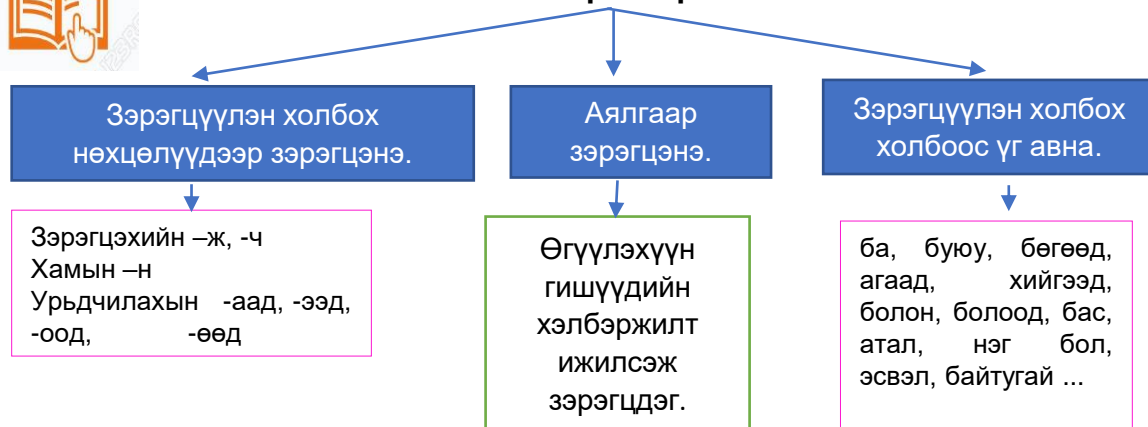 Зэрэгцүүлэн холбох
нөхцөлүүдээр зэрэгцэнэ.
Аялгаар
зэрэгцэнэ.
Зэрэгцүүлэн холбох
холбоос үг авна.
Зэрэгцэхийн –ж, -ч
Хамын –н
Урьдчилахын -аад, -ээд,
-оод, -өөд
Өгүүлэхүүн
гишүүдийн
хэлбэржилт
ижилсэж
зэрэгцдэг.
ба, буюу, бөгөөд,
агаад, хийгээд,
болон, болоод, бас,
атал, нэг бол,
эсвэл, байтугай ...